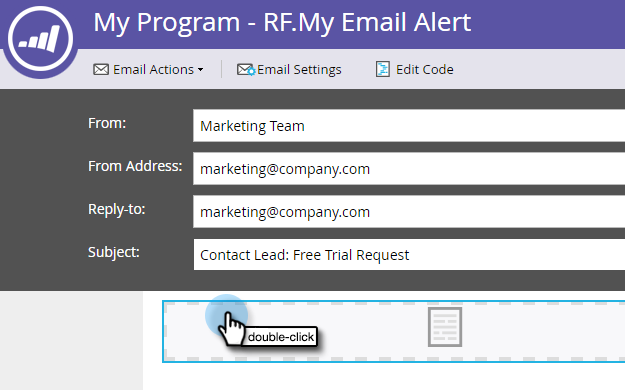 My Program - RF.My Email Alert
Email Actions Email Settings Edit Code
From: Marketing Team
From Address: marketing@company.com
Reply-to: marketing@company.com
Subject: Contact Lead: Free Trial Request
double-click